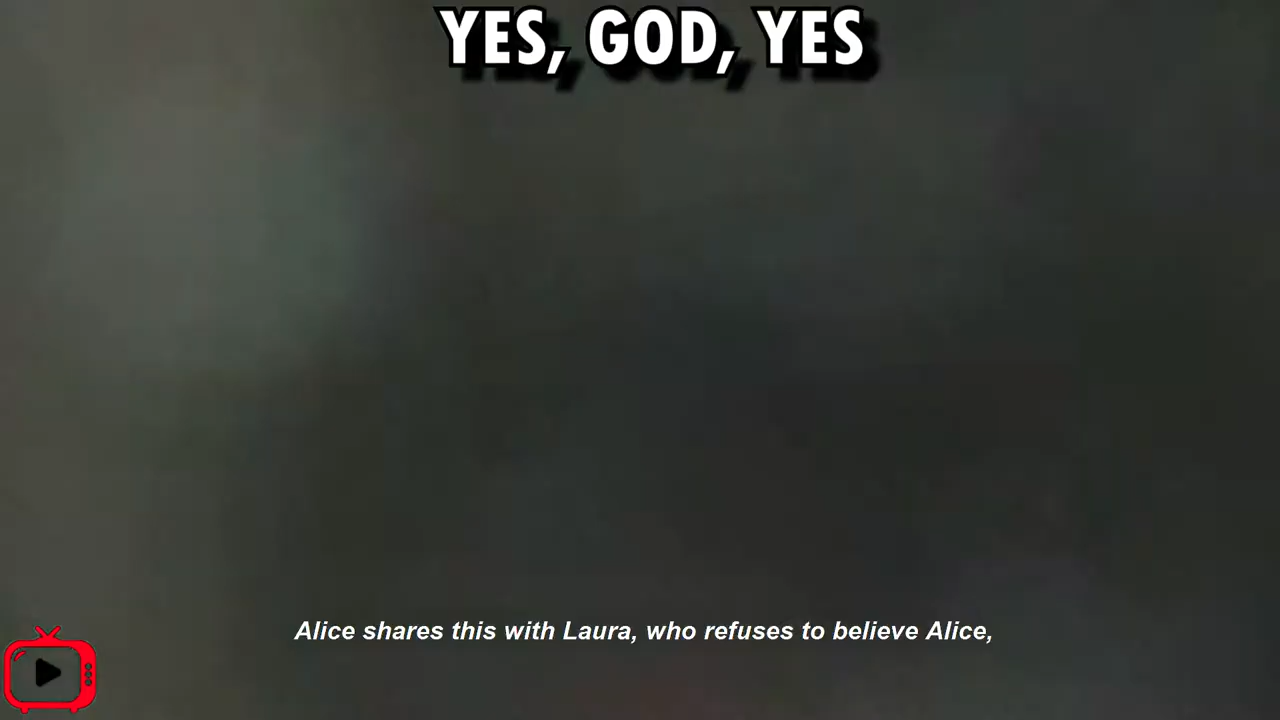 YES, GOD, YES
Alice shares this with Laura, who refuses to believe Alice,